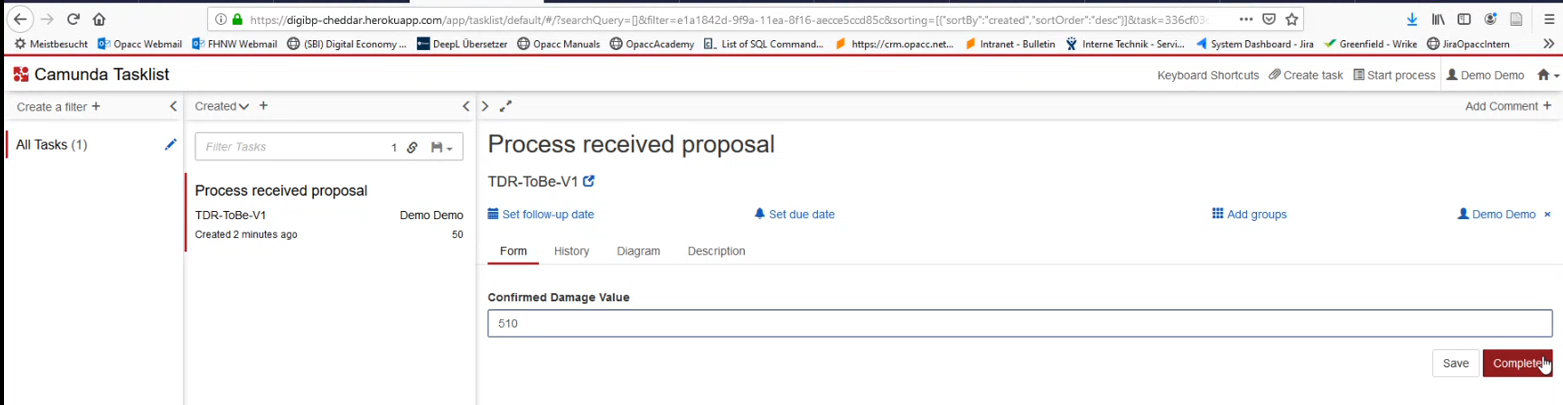 https://digibp-cheddar.herokuapp.com/app/tasklist/default/#/?searchQuery=[]&filter=e1a1842d-9f9a-11ea-8f16-aecce5ccd85c&sorting=[{"sortBy":"created","sortOrder":"desc"}]&task=336cf03c
Meistbesucht Opacc Webmail FHNW Webmail (SBI) Digital Economy ... DeepL Übersetzer Opacc Manuals OpaccAcademy List of SQL Command... https://crm.opacc.net... Intranet - Bulletin Interne Technik - Servi... System Dashboard - Jira Greenfield - Wrike JiraOpaccIntern
Camunda Tasklist Keyboard Shortcuts Create task Start process Demo Demo
Create a filter + Created + Add Comment +
All Tasks (1)
Filter Tasks 1
Process received proposal
TDR-ToBe-V1 Demo Demo
Created 2 minutes ago 50
Process received proposal
TDR-ToBe-V1
Set follow-up date Set due date Add groups Demo Demo ×
Form History Diagram Description
Confirmed Damage Value
510
Save Complete